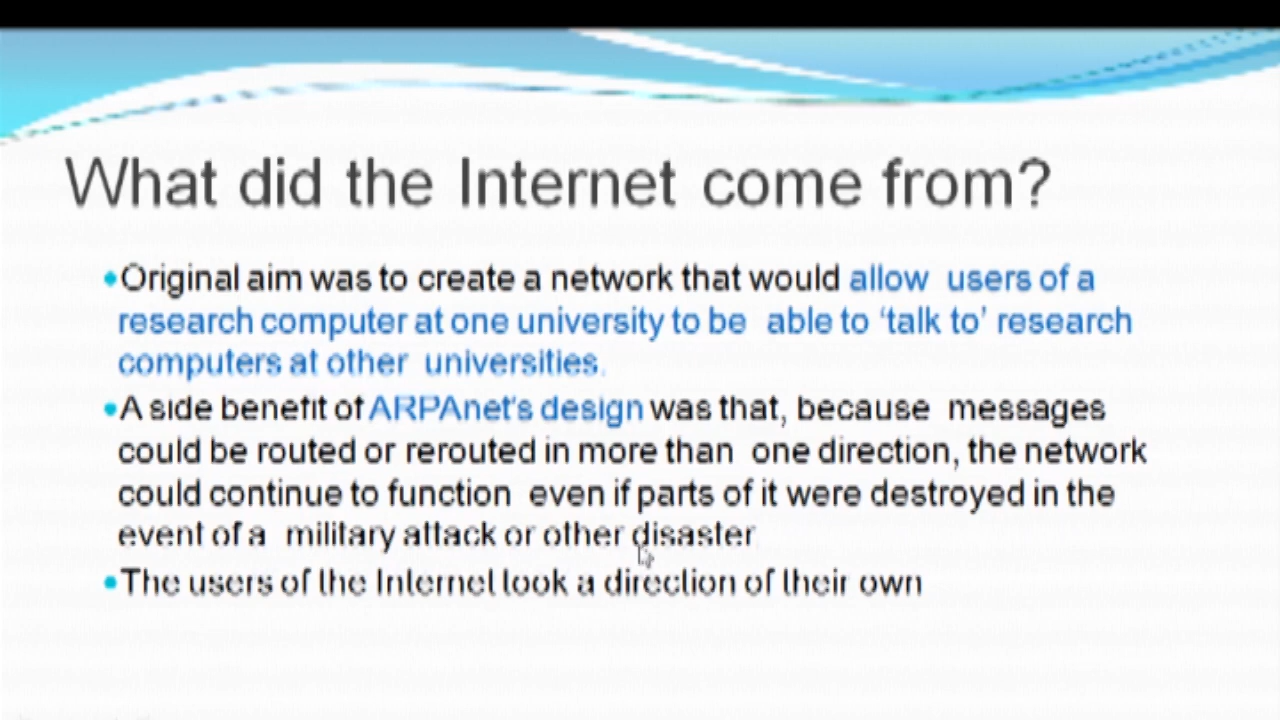 What did the Internet come from?
•Original aim was to create a network that would allow users of a
research computer at one university to be able to ‘talk to’ research
computers at other universities,
•A side benefit of ARPAnet's design was that, because messages
could be routed or rerouted in more than one direction, the network
could continue to function even if parts of it were destroyed in the
event of a military attack or other disaster
•The users of the Internet took a direction of their own